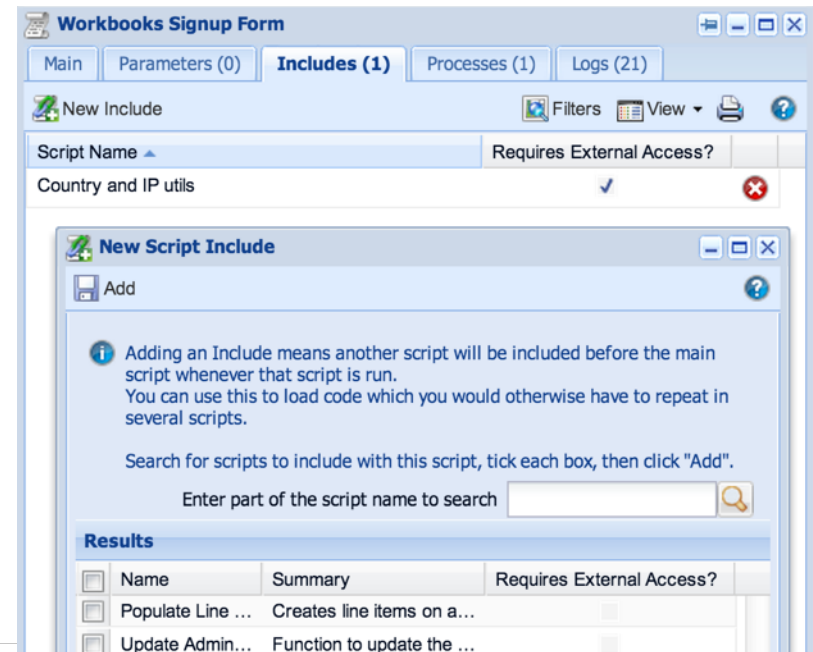 Workbooks Signup Form
Main Parameters (0) Includes (1) Processes (1) Logs (21)
New Include Filters View
Script Name Requires External Access?
Country and IP utils
New Script Include
Add
Adding an Include means another script will be included before the main
script whenever that script is run.
You can use this to load code which you would otherwise have to repeat in
several scripts.
Search for scripts to include with this script, tick each box, then click "Add".
Enter part of the script name to search
Results
Name Summary Requires External Access?
Populate Line ... Creates line items on a...
Update Admin... Function to update the ...